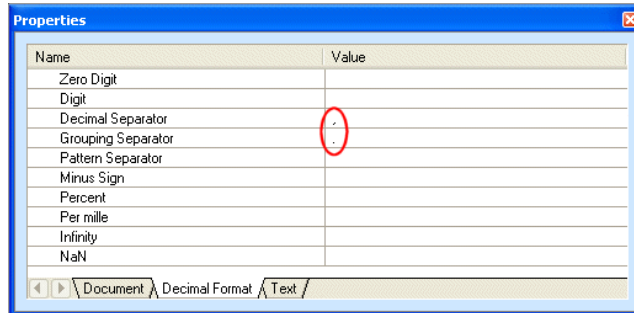 Properties
Name Value
Zero Digit
Digit
Decimal Separator ,
Grouping Separator .
Pattern Separator
Minus Sign
Percent
Per mille
Infinity
NaN
Document Decimal Format Text